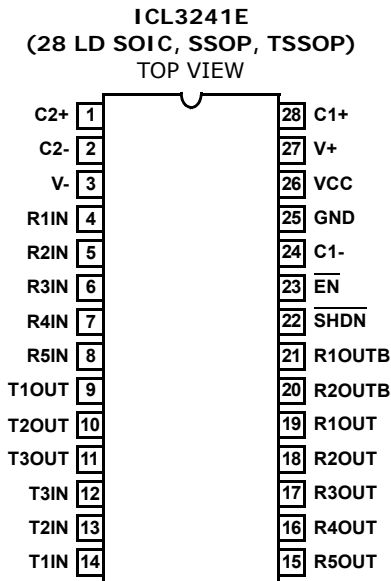 ICL3241E
(28 LD SOIC, SSOP, TSSOP)
TOP VIEW
C2+ 1 28 C1+
C2- 2 27 V+
V- 3 26 VCC
R1IN 4 25 GND
R2IN 5 24 C1-
R3IN 6 23 EN
R4IN 7 22 SHDN
R5IN 8 21 R1OUTB
T1OUT 9 20 R2OUTB
T2OUT 10 19 R1OUT
T3OUT 11 18 R2OUT
T3IN 12 17 R3OUT
T2IN 13 16 R4OUT
T1IN 14 15 R5OUT